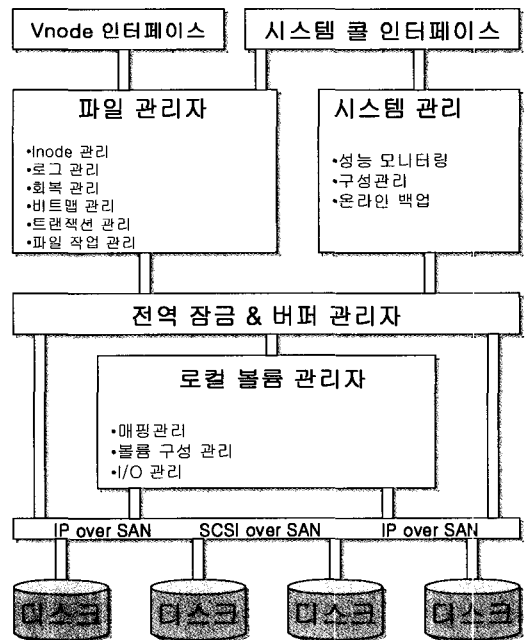 Vnode 인터페이스
시스템 콜 인터페이스
파일 관리자
•Inode 관리
•로그 관리
•회복 관리
•비트맵 관리
•트랜잭션 관리
•파일 작업 관리
시스템 관리
•성능 모니터링
•구성관리
•온라인 백업
전역 잠금 & 버퍼 관리자
로컬 볼륨 관리자
•매핑관리
•볼륨 구성 관리
•I/O 관리
IP over SAN SCSI over SAN IP over SAN
디스크 디스크 디스크 디스크